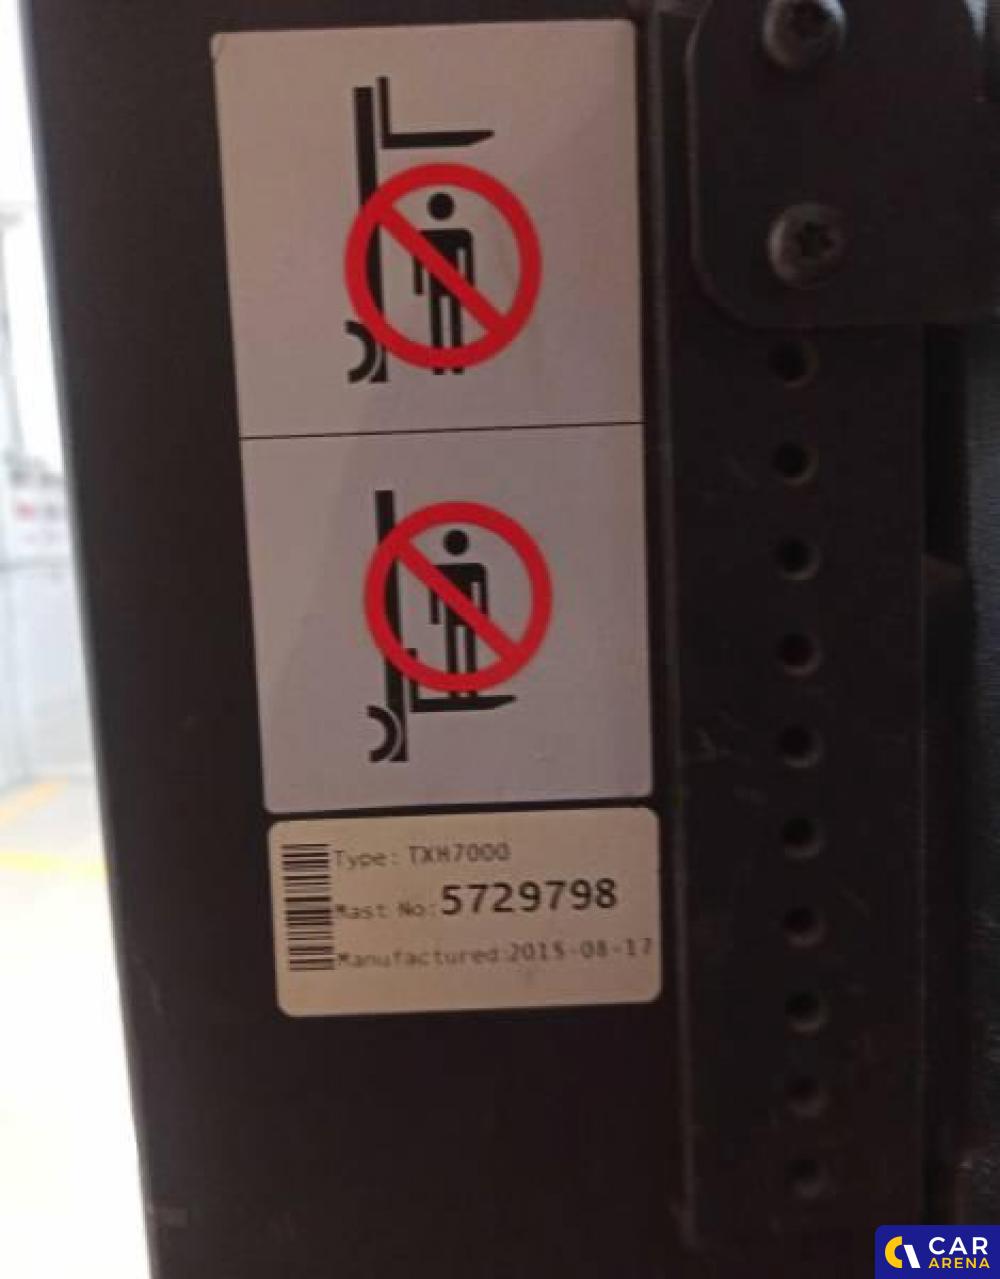 Type: TXH7000
Mast No:5729798
Manufactured:2015-08-17
CAR
ARENA